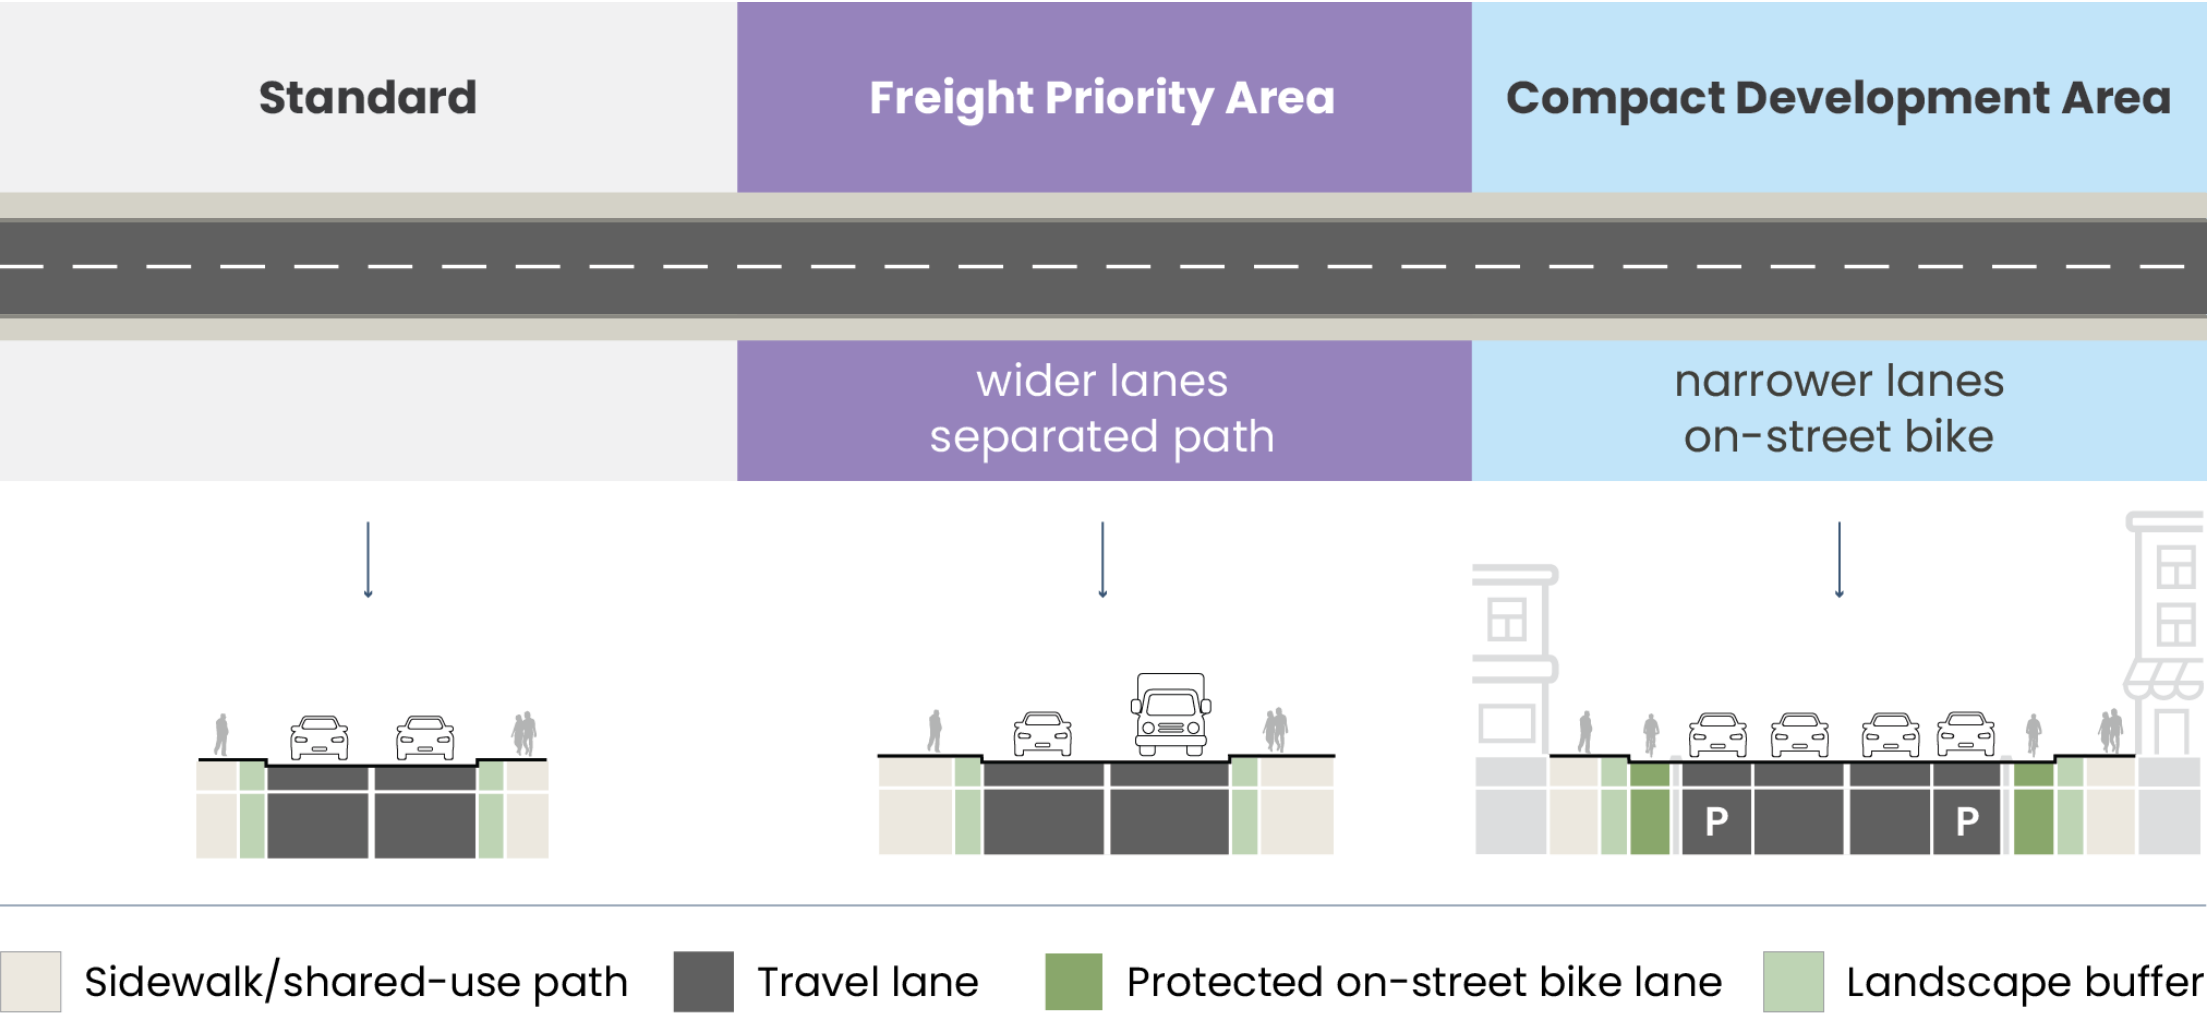 Standard
Freight Priority Area
Compact Development Area
wider lanes
separated path
narrower lanes
on-street bike
P
P
Sidewalk/shared-use path
Travel lane
Protected on-street bike lane
Landscape buffer